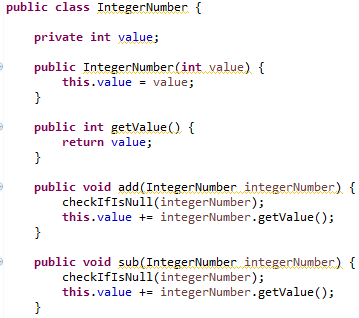 public class IntegerNumber {
private int value;
public IntegerNumber(int value) {
this.value = value;
}
public int getValue() {
return value;
}
public void add(IntegerNumber integerNumber) {
checkIfIsNull(integerNumber);
this.value += integerNumber.getValue();
}
public void sub(IntegerNumber integerNumber) {
checkIfIsNull(integerNumber);
this.value += integerNumber.getValue();
}